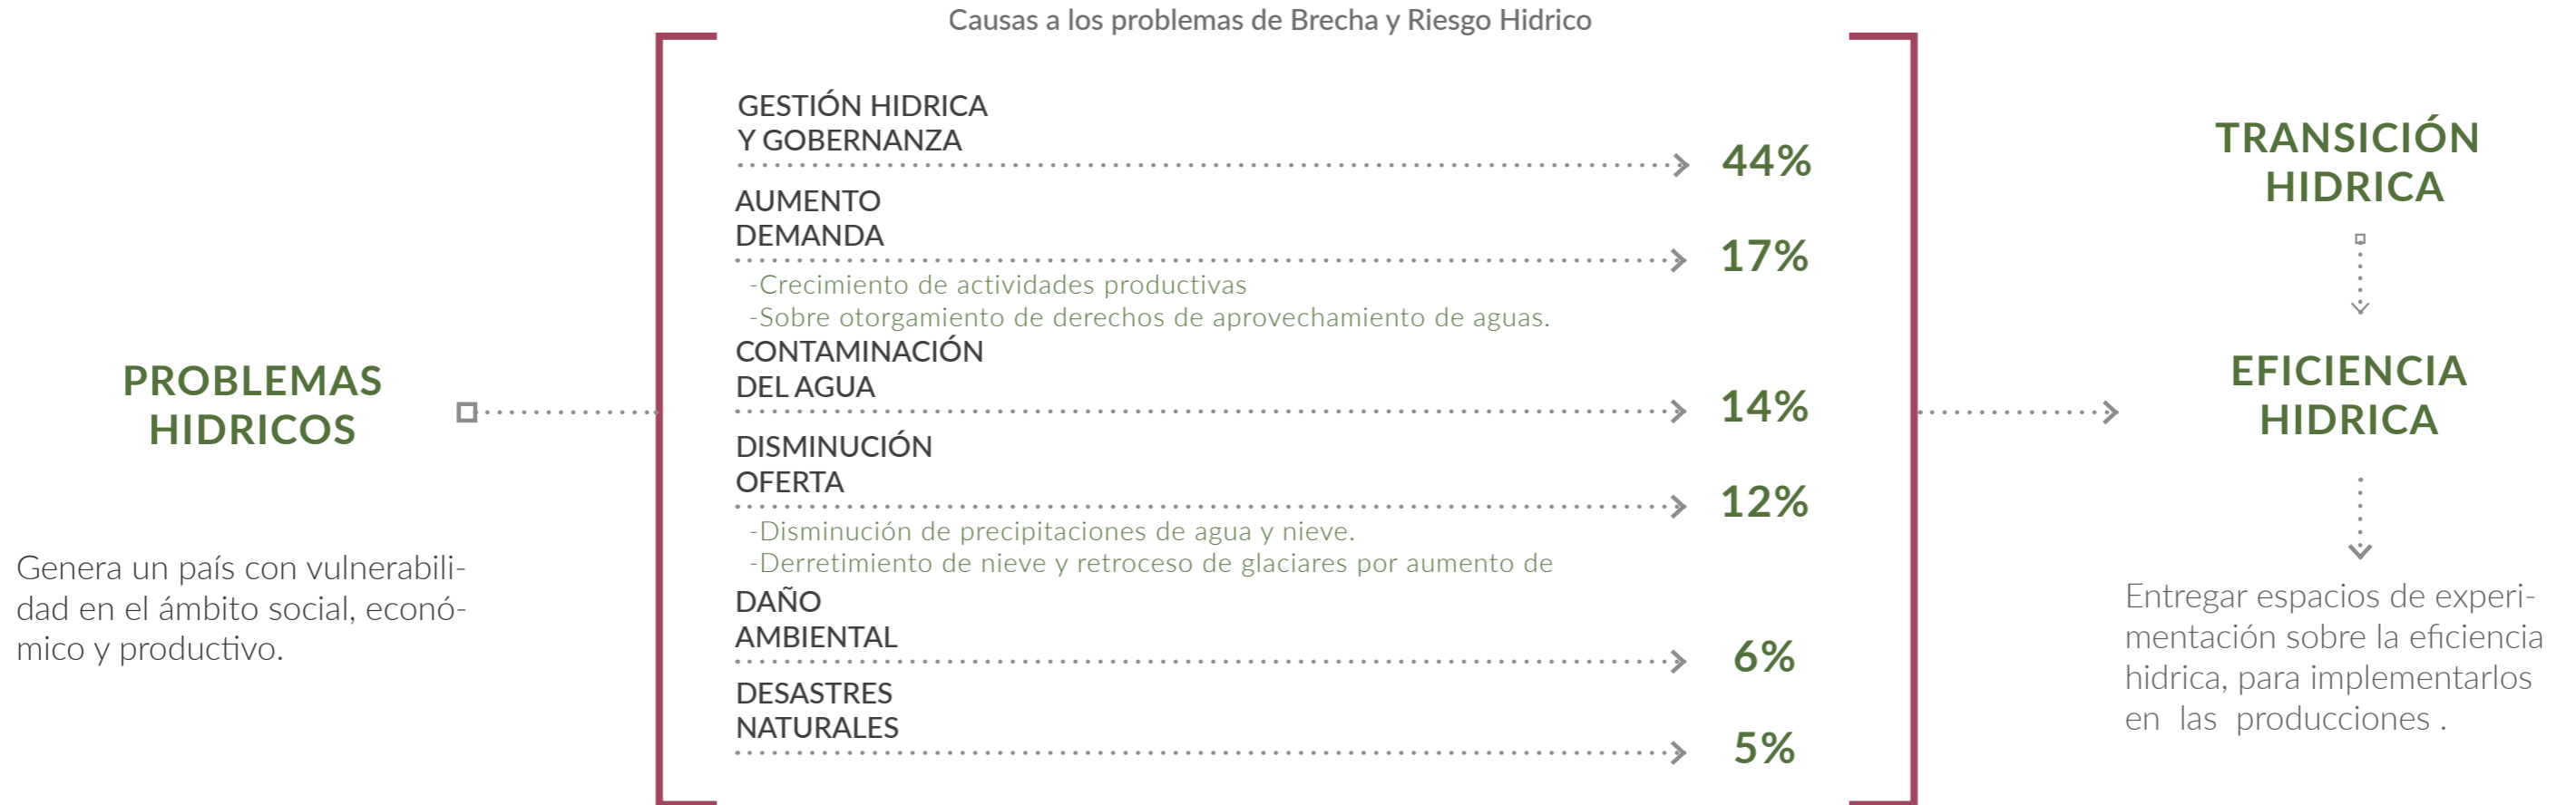 Causas a los problemas de Brecha y Riesgo Hidrico
PROBLEMAS
HIDRICOS
Genera un país con vulnerabili-
dad en el ámbito social, econó-
mico y productivo.
GESTIÓN HIDRICA
Y GOBERNANZA
44%
AUMENTO
DEMANDA
17%
-Crecimiento de actividades productivas
-Sobre otorgamiento de derechos de aprovechamiento de aguas.
CONTAMINACIÓN
DEL AGUA
14%
DISMINUCIÓN
OFERTA
12%
-Disminución de precipitaciones de agua y nieve.
-Derretimiento de nieve y retroceso de glaciares por aumento de
DAÑO
AMBIENTAL
6%
DESASTRES
NATURALES
5%
TRANSICIÓN
HIDRICA
EFICIENCIA
HIDRICA
Entregar espacios de experi-
mentación sobre la eficiencia
hidrica, para implementarlos
en las producciones .